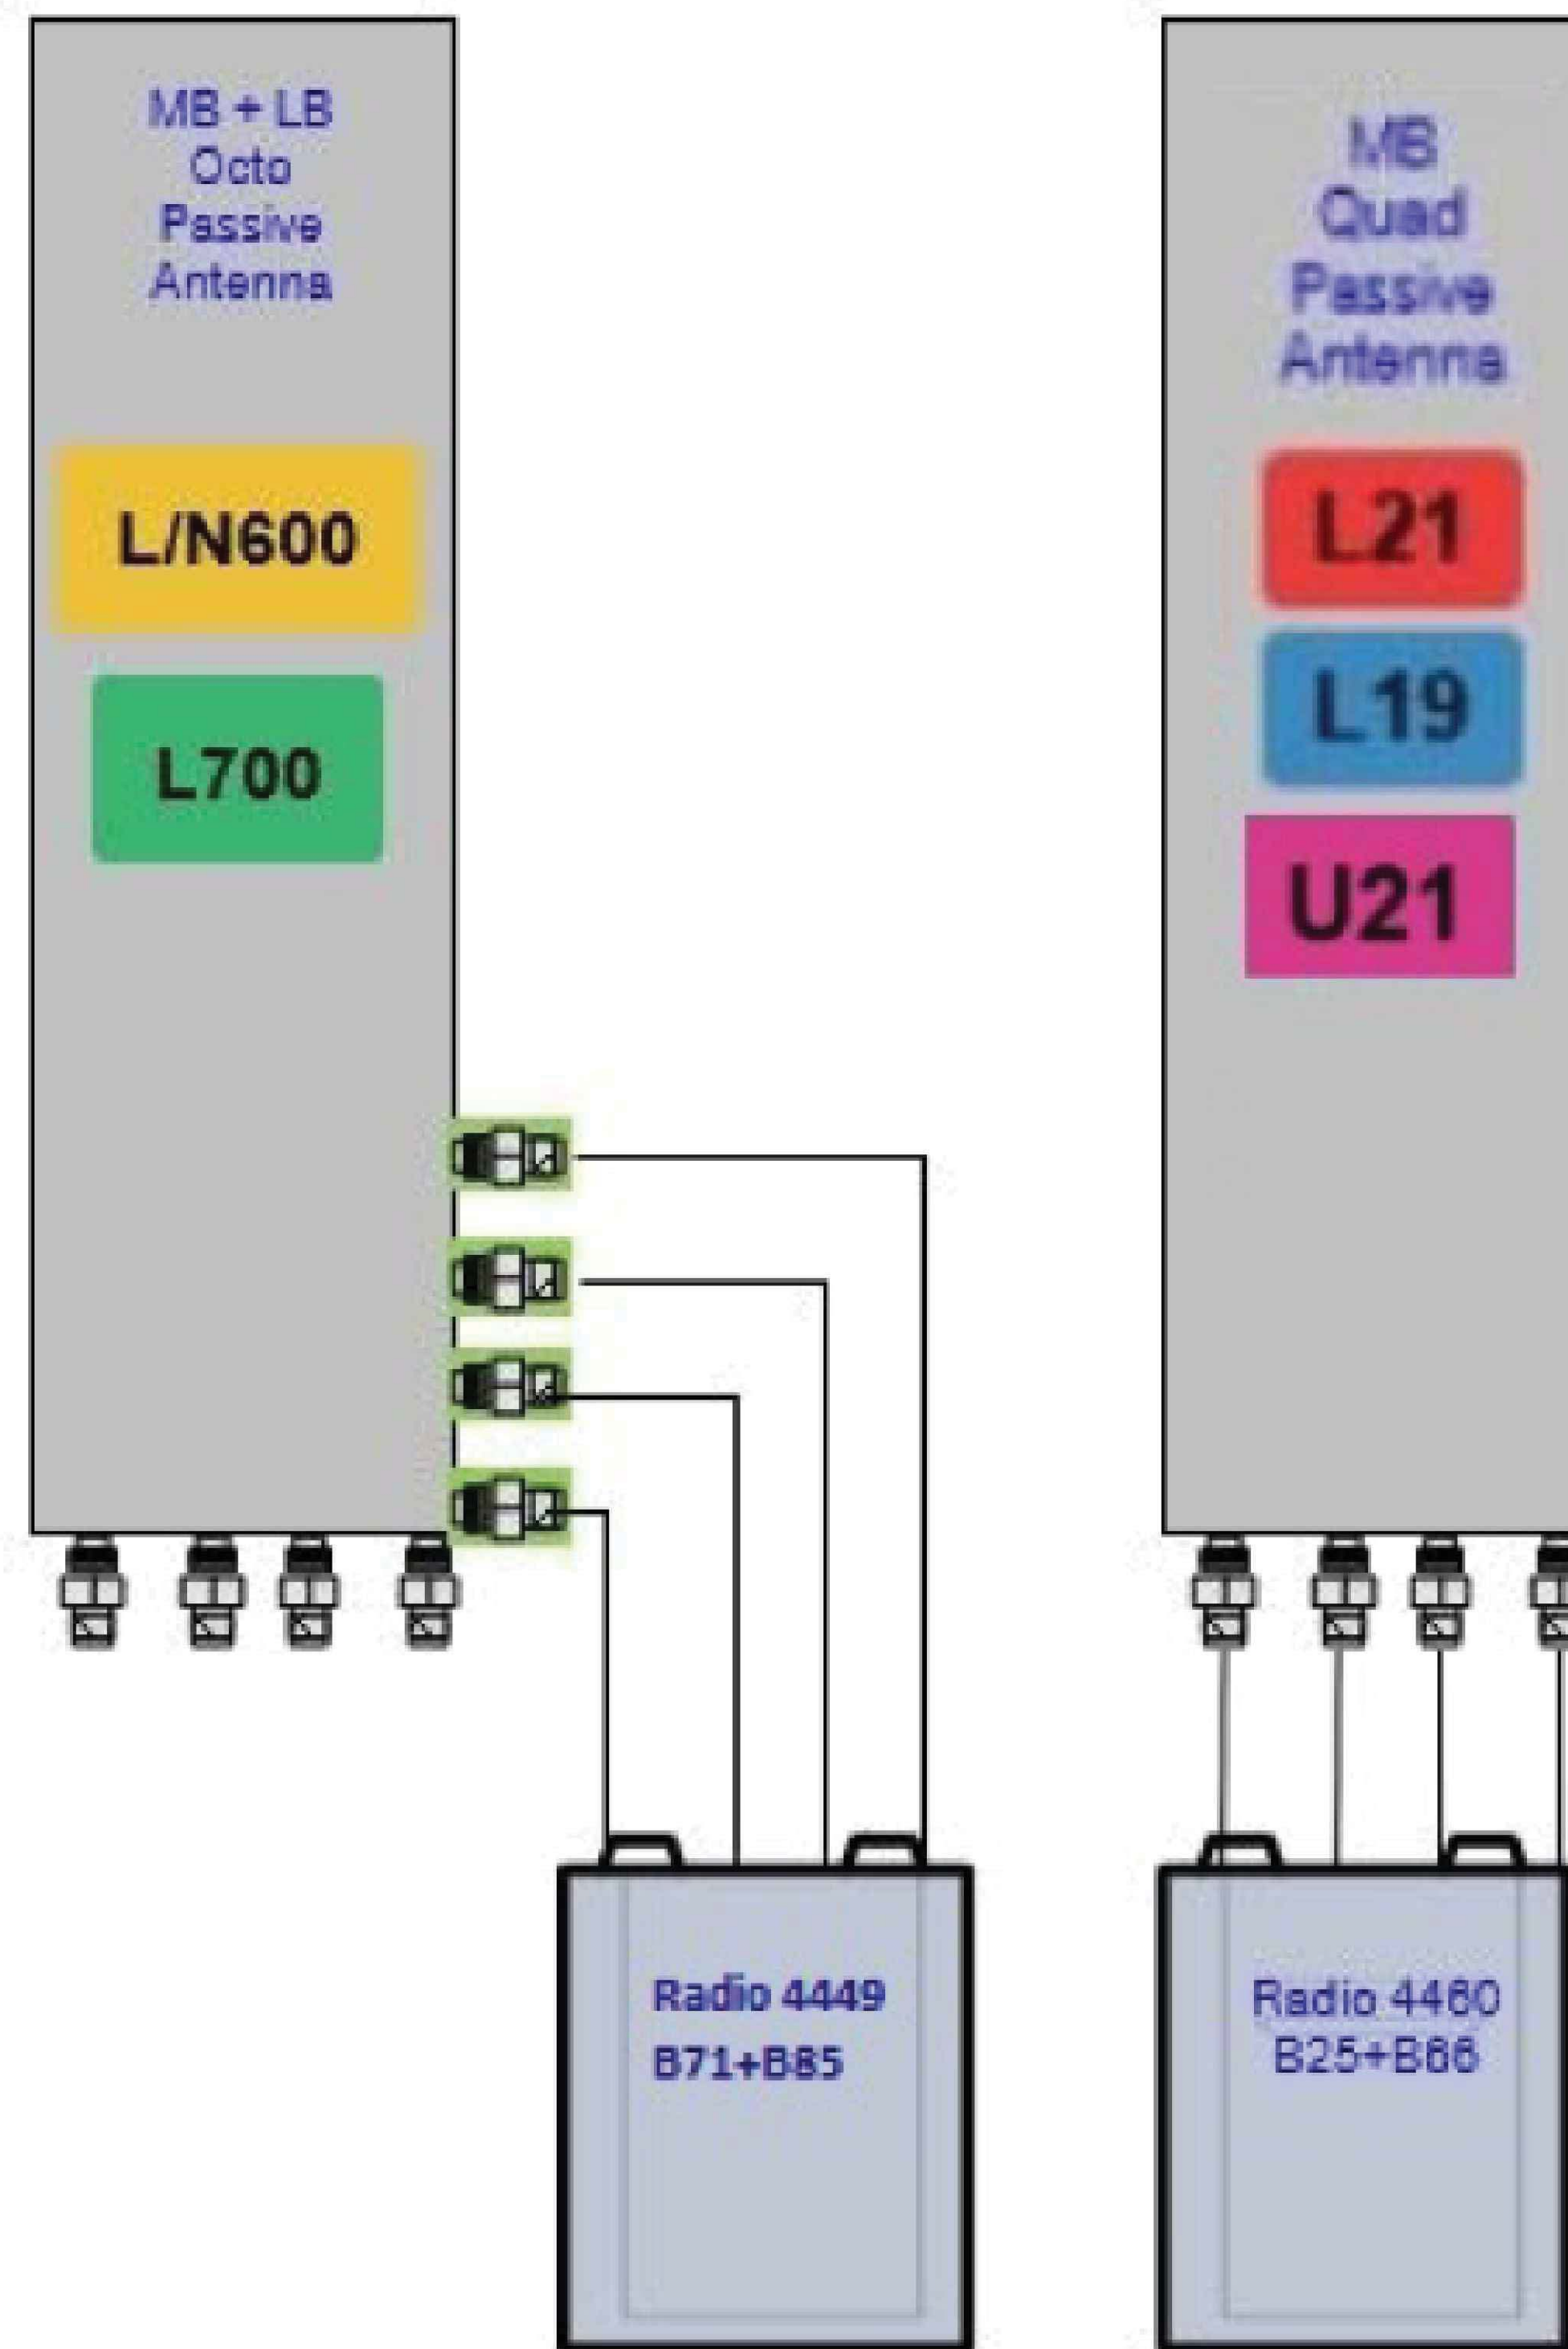 MB + LB
Octo
Passive
Antenna
L/N600
L700
MB
Quad
Passive
Antenna
L21
L19
U21
Radio 4449
B71+B85
Radio 4460
B25+B66